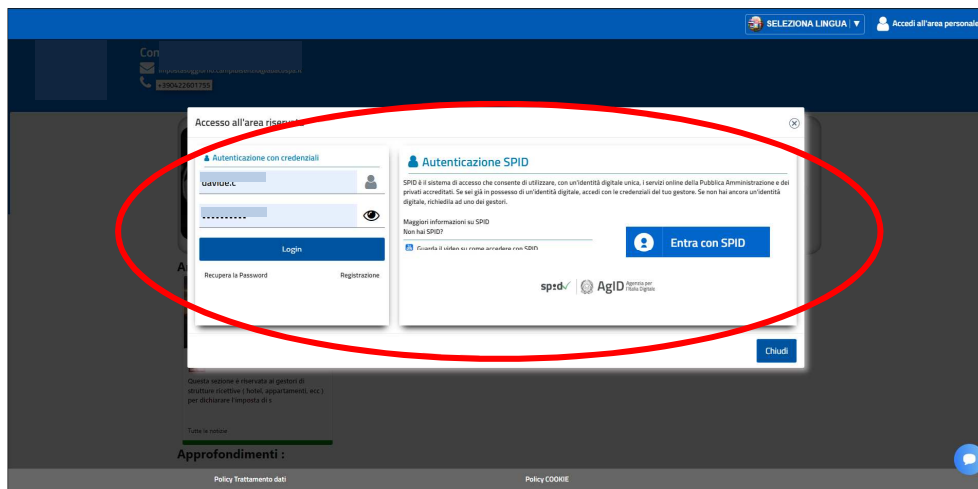 SELEZIONA LINGUA
Accedi all'area personale
Con
+390422601755
Accesso all'area
Autenticazione con credenziali
Autenticazione SPID
SPID è il sistema di accesso che consente di utilizzare, con un'identità digitale unica, i servizi online della Pubblica Amministrazione e dei
privati accreditati. Se sei già in possesso di un'identità digitale, accedi con le credenziali del tuo gestore. Se non hai ancora un'identità
digitale, richiedila ad uno dei gestori.
davide.c
Maggiori informazioni su SPID
Non hai SPID?
Guarda il video su come accedere con SPID
Entra con SPID
Login
Recupera la Password
Registrazione
spid
AgID Agenzia per
l'Italia Digitale
Chiudi
Questa sezione è riservata ai gestori di
strutture ricettive ( hotel, appartamenti, ecc )
per dichiarare l'imposta di s
Tutte le notizie
Approfondimenti :
Policy Trattamento dati
Policy COOKIE